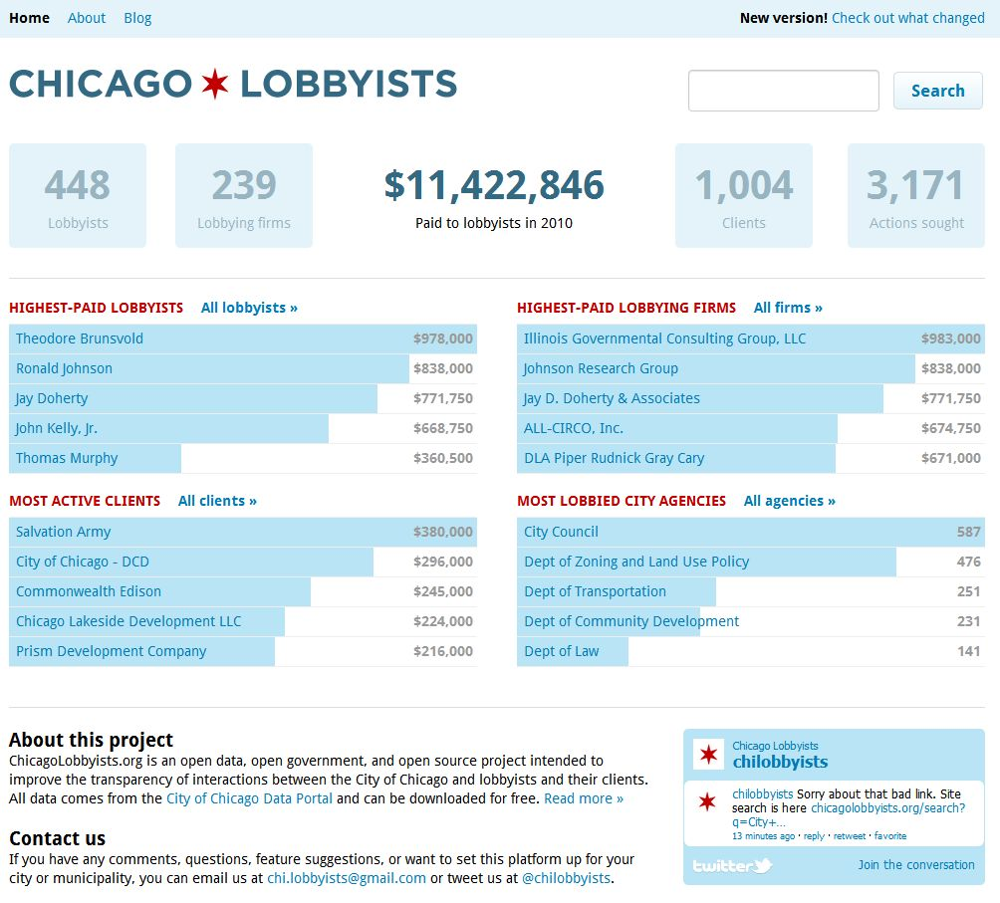 Home About Blog New version! Check out what changed
CHICAGO LOBBYISTS Search
448 239 $11,422,846 1,004 3,171
Lobbyists Lobbying firms Paid to lobbyists in 2010 Clients Actions sought
HIGHEST-PAID LOBBYISTS All lobbyists »
Theodore Brunsvold $978,000
Ronald Johnson $838,000
Jay Doherty $771,750
John Kelly, Jr. $668,750
Thomas Murphy $360,500
HIGHEST-PAID LOBBYING FIRMS All firms »
Illinois Governmental Consulting Group, LLC $983,000
Johnson Research Group $838,000
Jay D. Doherty & Associates $771,750
ALL-CIRCO, Inc. $674,750
DLA Piper Rudnick Gray Cary $671,000
MOST ACTIVE CLIENTS All clients »
Salvation Army $380,000
City of Chicago - DCD $296,000
Commonwealth Edison $245,000
Chicago Lakeside Development LLC $224,000
Prism Development Company $216,000
MOST LOBBIED CITY AGENCIES All agencies »
City Council 587
Dept of Zoning and Land Use Policy 476
Dept of Transportation 251
Dept of Community Development 231
Dept of Law 141
About this project
ChicagoLobbyists.org is an open data, open government, and open source project intended to
improve the transparency of interactions between the City of Chicago and lobbyists and their clients.
All data comes from the City of Chicago Data Portal and can be downloaded for free. Read more »
Contact us
If you have any comments, questions, feature suggestions, or want to set this platform up for your
city or municipality, you can email us at chi.lobbyists@gmail.com or tweet us at @chilobbyists.
Chicago Lobbyists
chilobbyists
chilobbyists Sorry about that bad link. Site
search is here chicagolobbyists.org/search?
q=City+...
13 minutes ago · reply · retweet · favorite
twitter Join the conversation